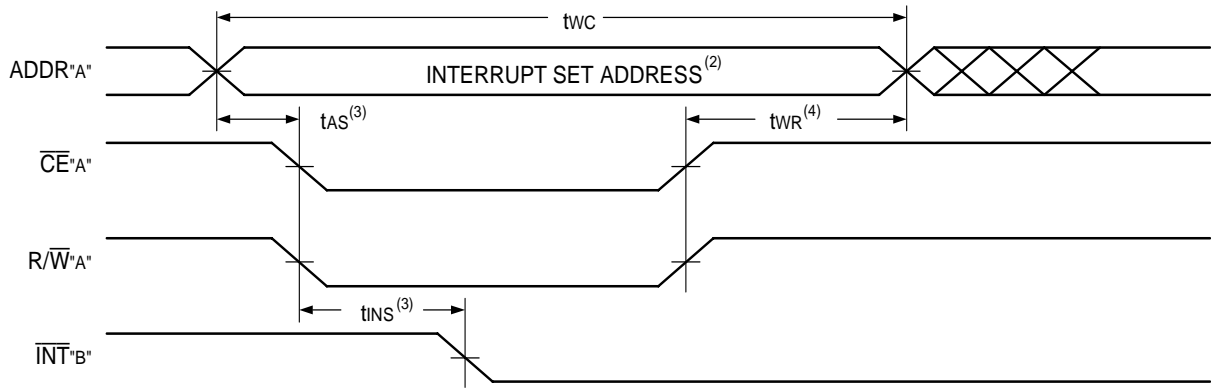 tWC
ADDR"A"
INTERRUPT SET ADDRESS(2)
tAS(3)
tWR(4)
CE"A"
R/W"A"
tINS(3)
INT"B"